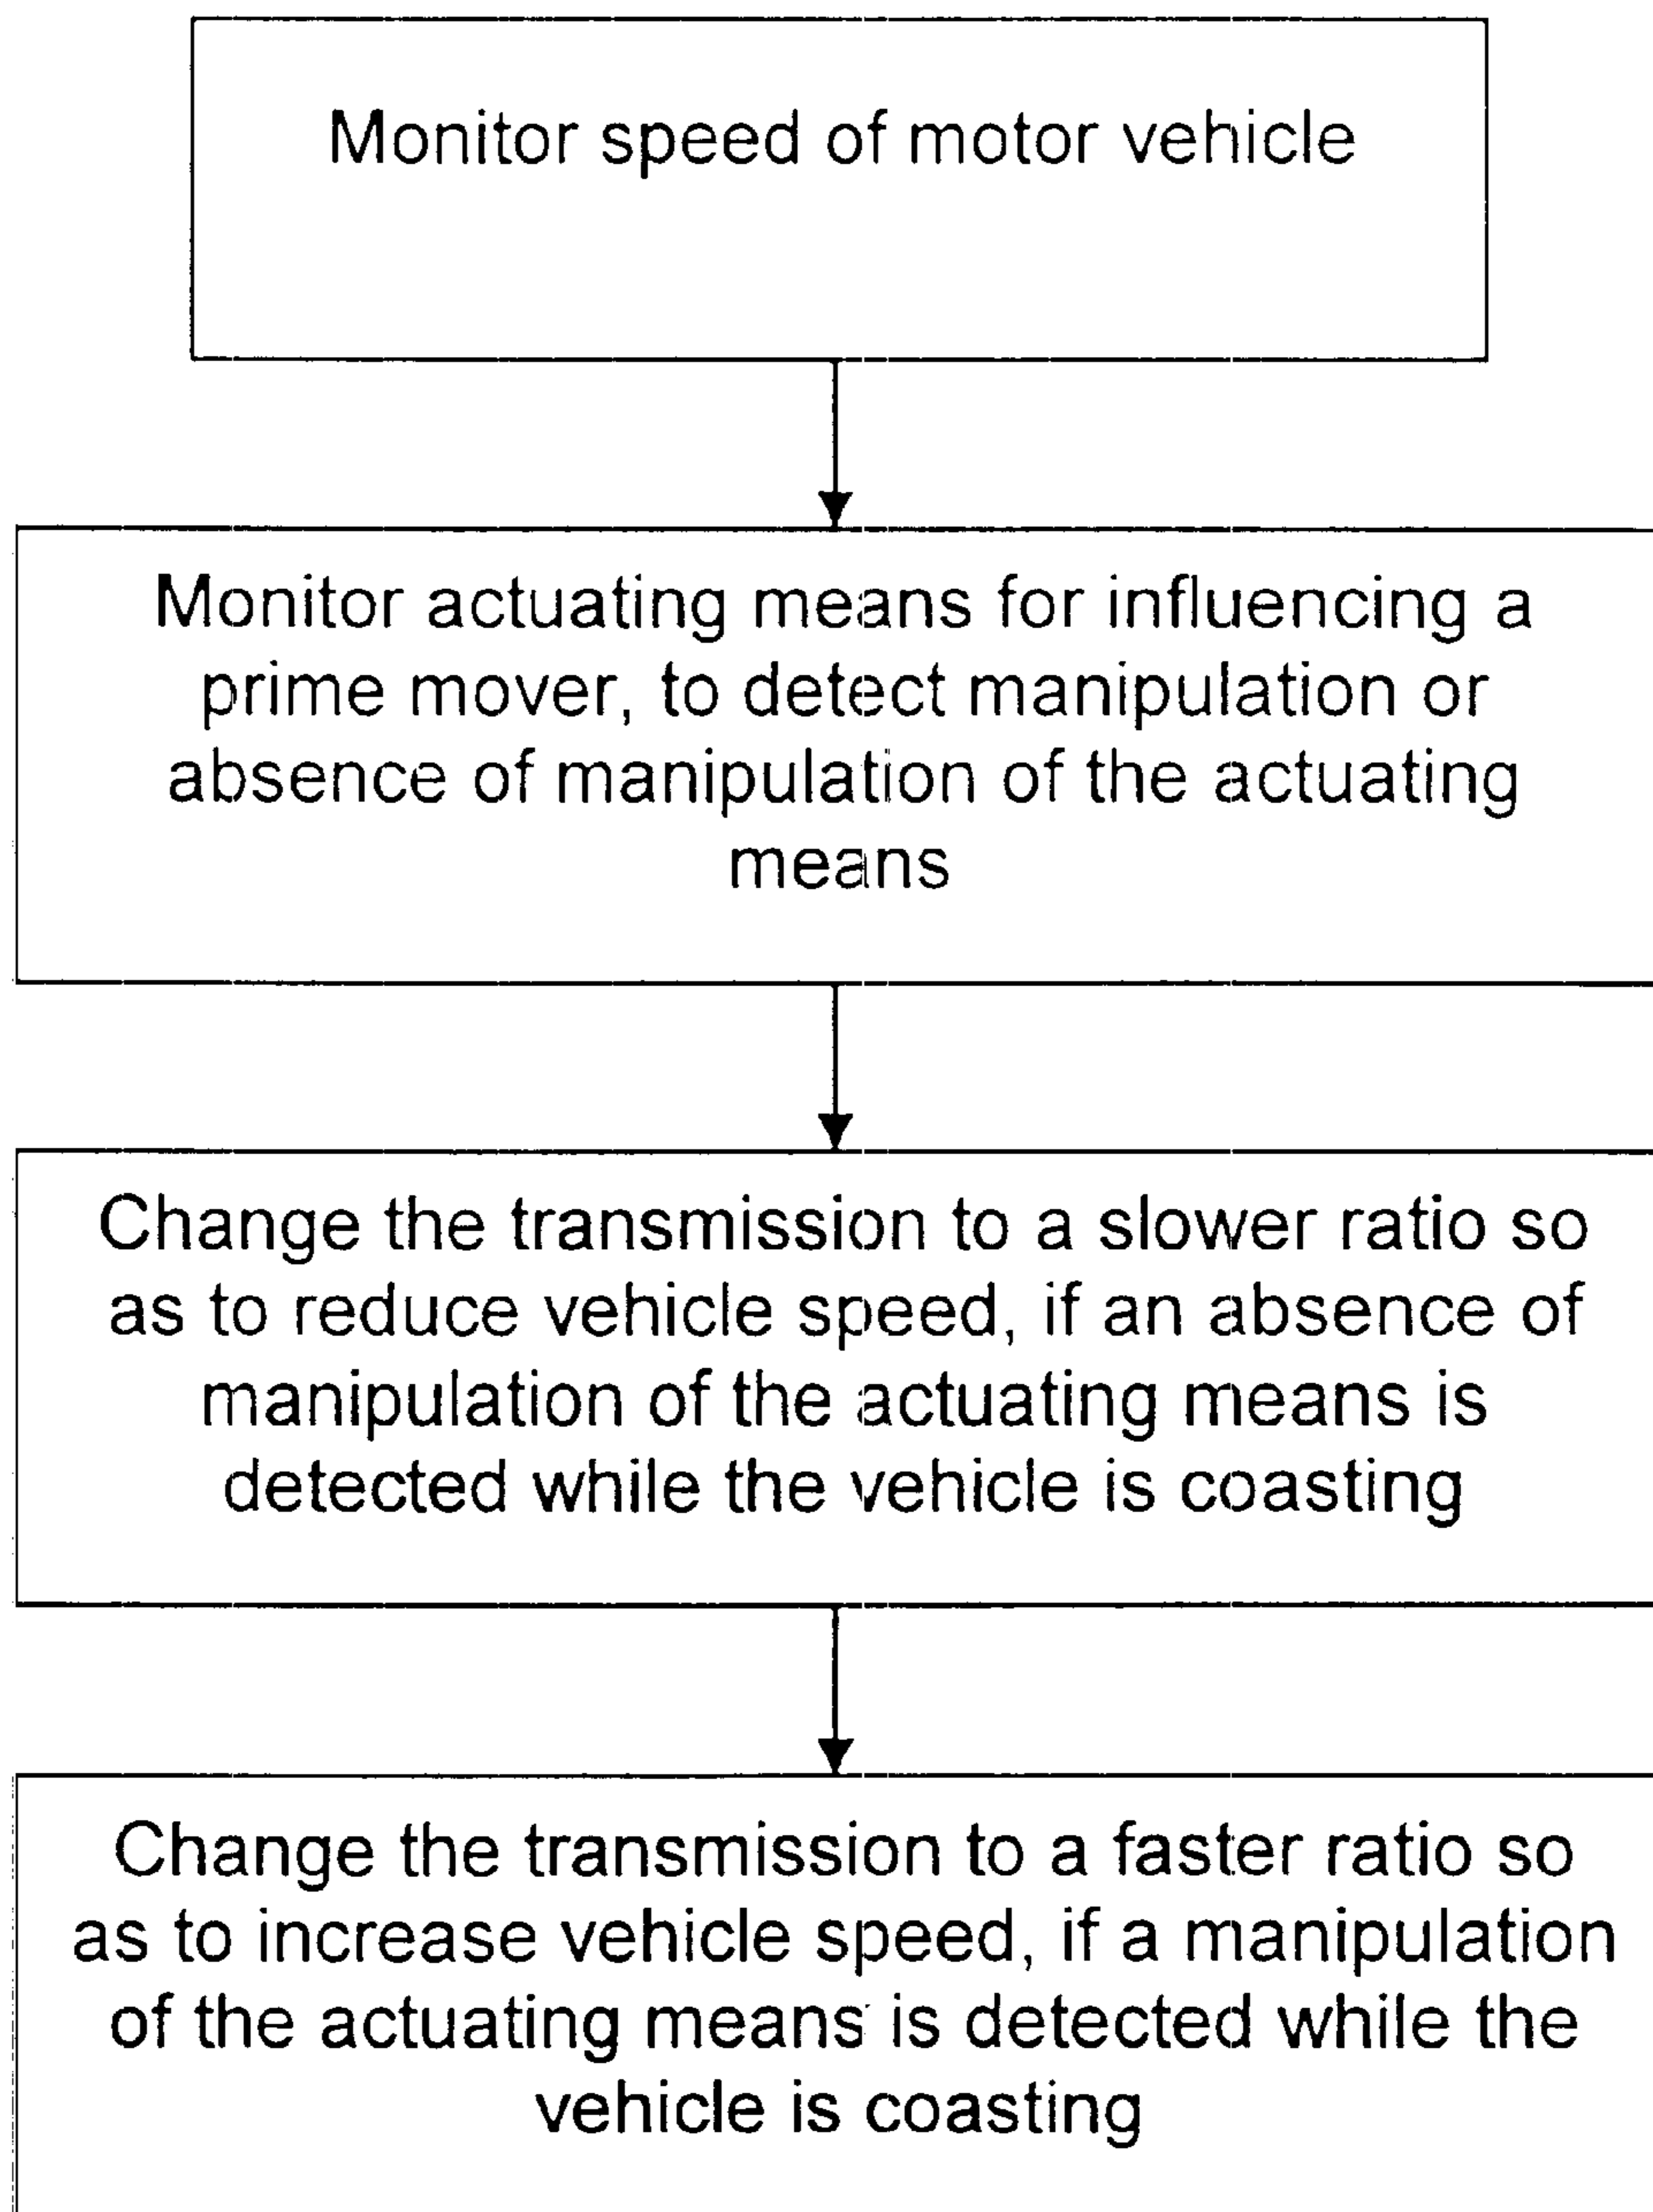 Monitor speed of motor vehicle
Monitor actuating means for influencing a
prime mover, to detect manipulation or
absence of manipulation of the actuating
means
Change the transmission to a slower ratio so
as to reduce vehicle speed, if an absence of
manipulation of the actuating means is
detected while the vehicle is coasting
Change the transmission to a faster ratio so
as to increase vehicle speed, if a manipulation
of the actuating means is detected while the
vehicle is coasting